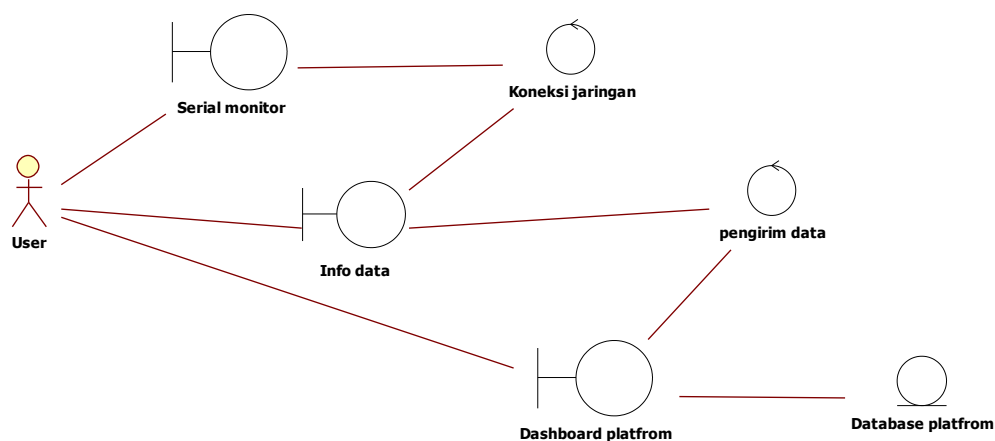 Serial monitor
Koneksi jaringan
User
Info data
pengirim data
Dashboard platfrom
Database platfrom